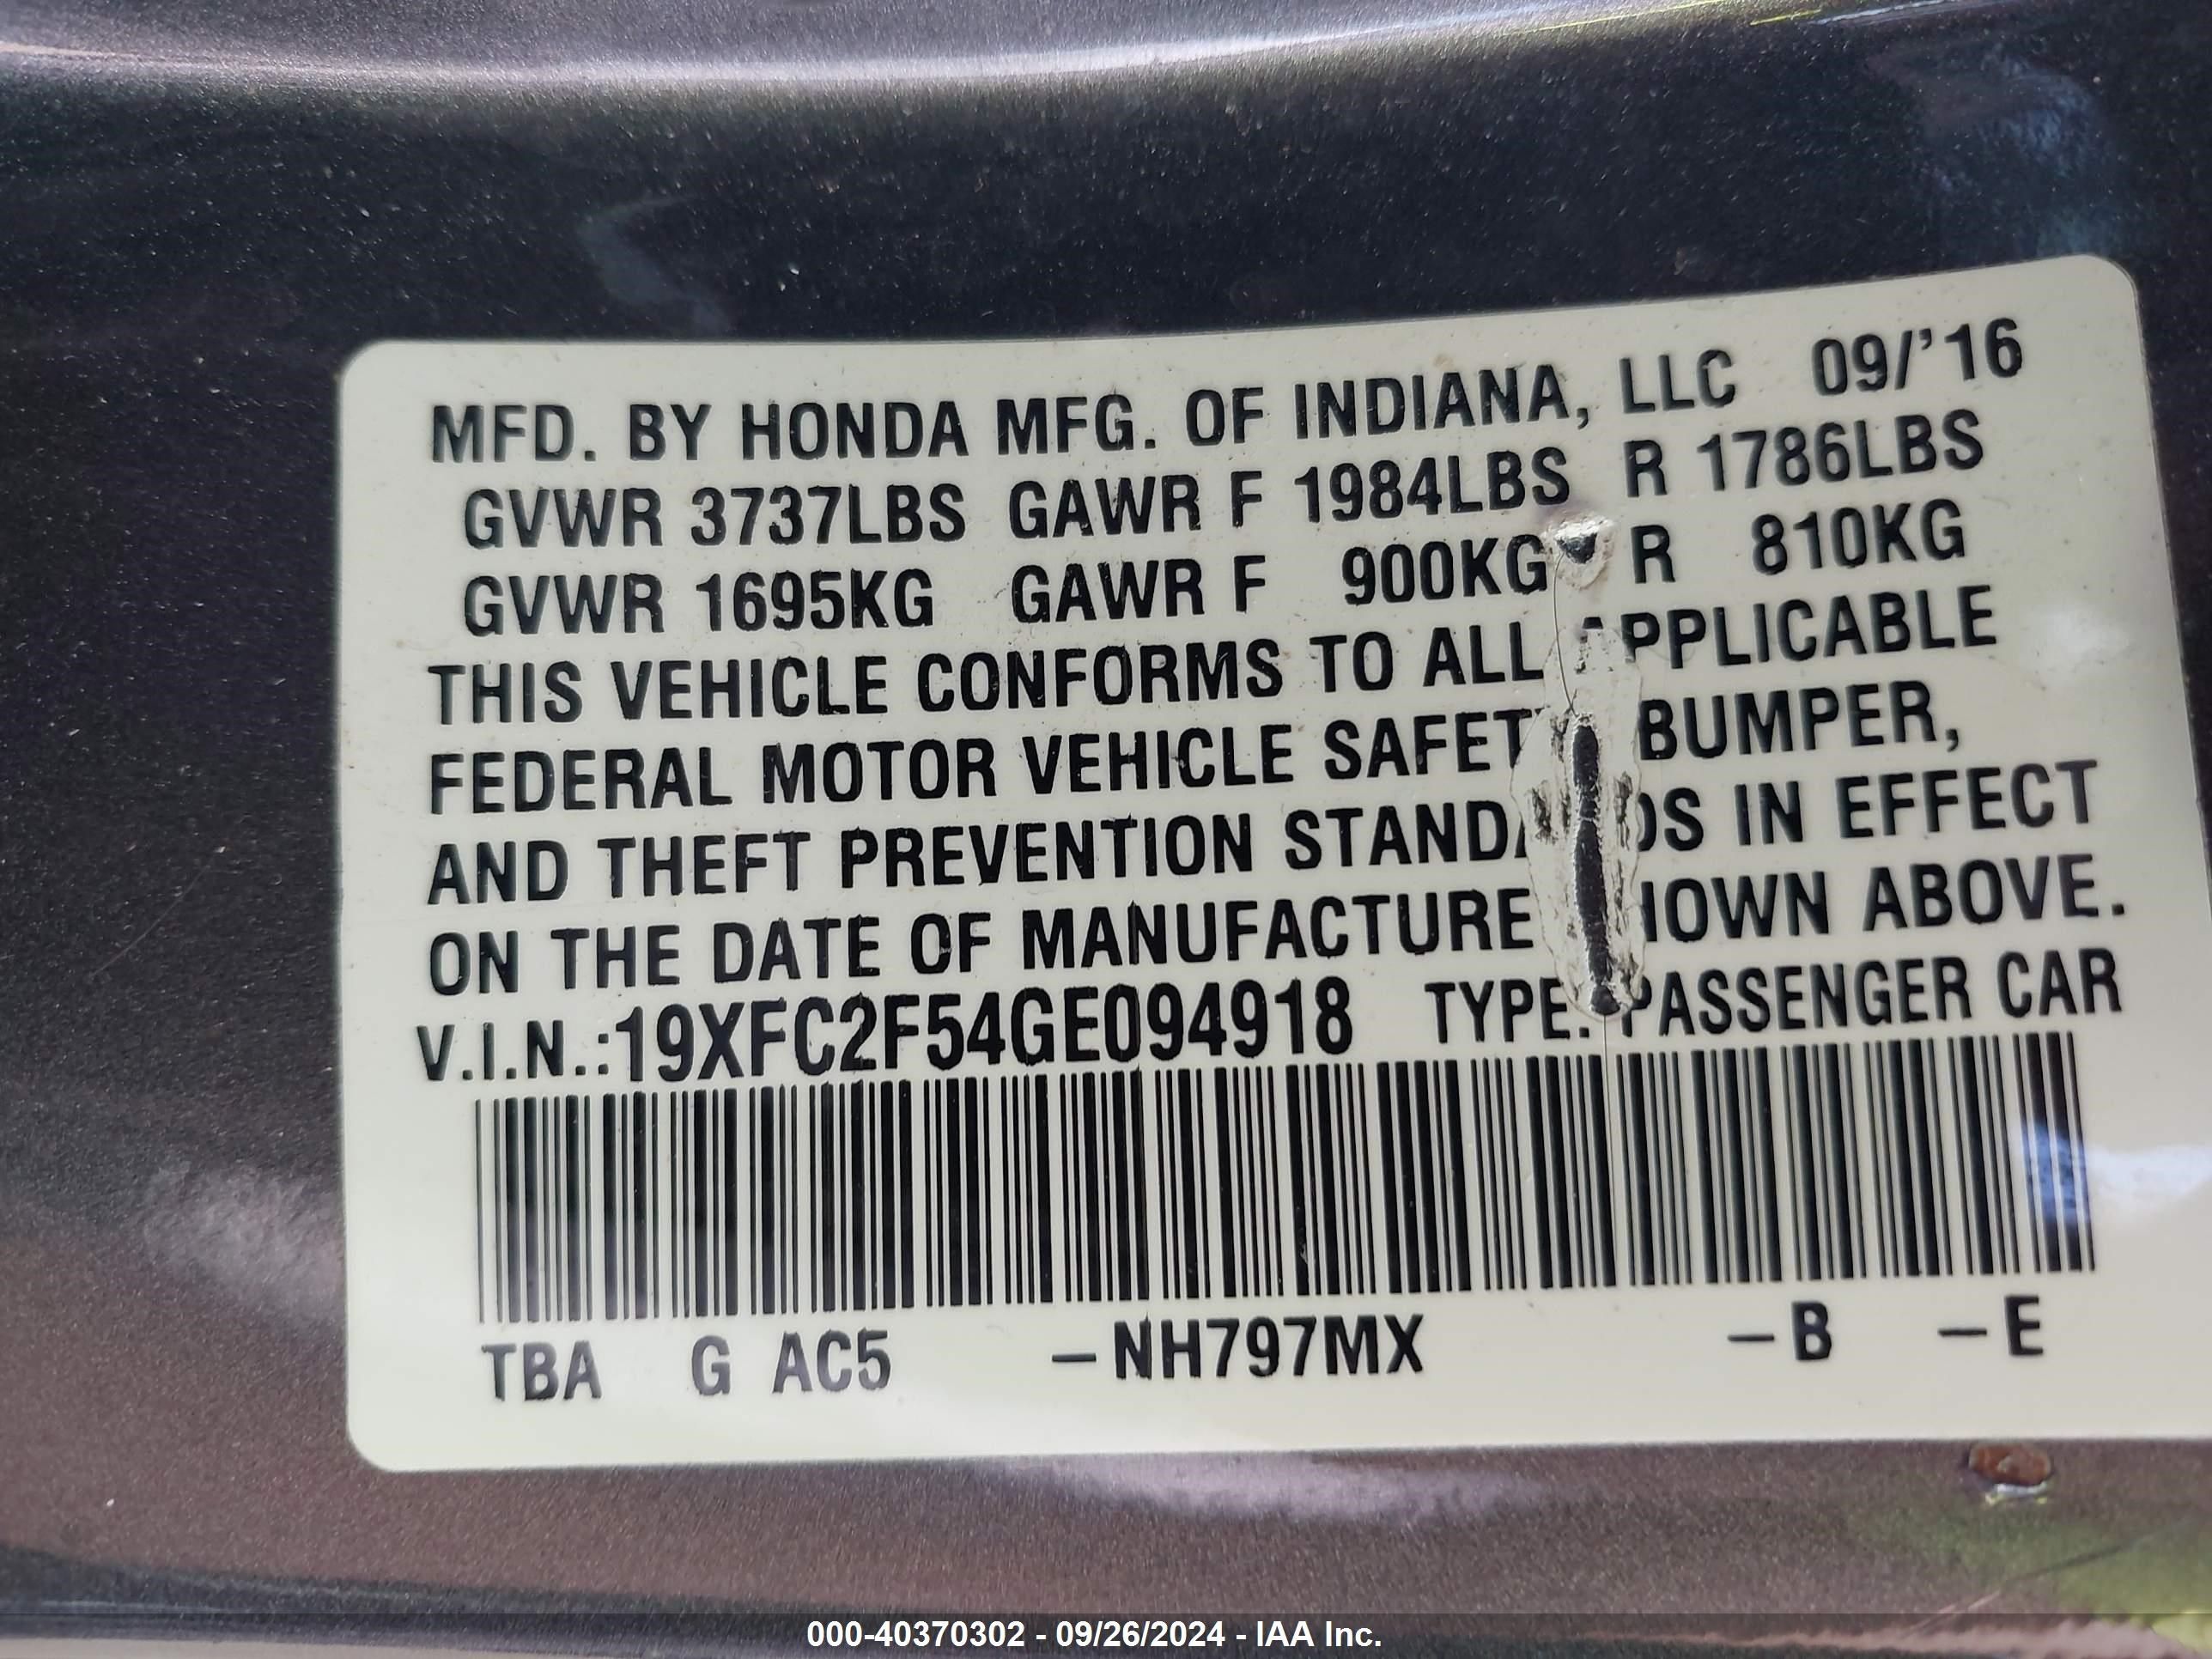 MFD. BY HONDA MFG. OF INDIANA, LLC 09/'16
GVWR 3737LBS GAWR F 1984LBS R 1786LBS
GVWR 1695KG GAWR F 900KG R 810KG
THIS VEHICLE CONFORMS TO ALL APPLICABLE
FEDERAL MOTOR VEHICLE SAFETY BUMPER,
AND THEFT PREVENTION STANDARDS IN EFFECT
ON THE DATE OF MANUFACTURE SHOWN ABOVE.
V.I.N.:19XFC2F54GE094918 TYPE: PASSENGER CAR
TBA G AC5 –NH797MX –B –E
000-40370302 - 09/26/2024 - IAA Inc.